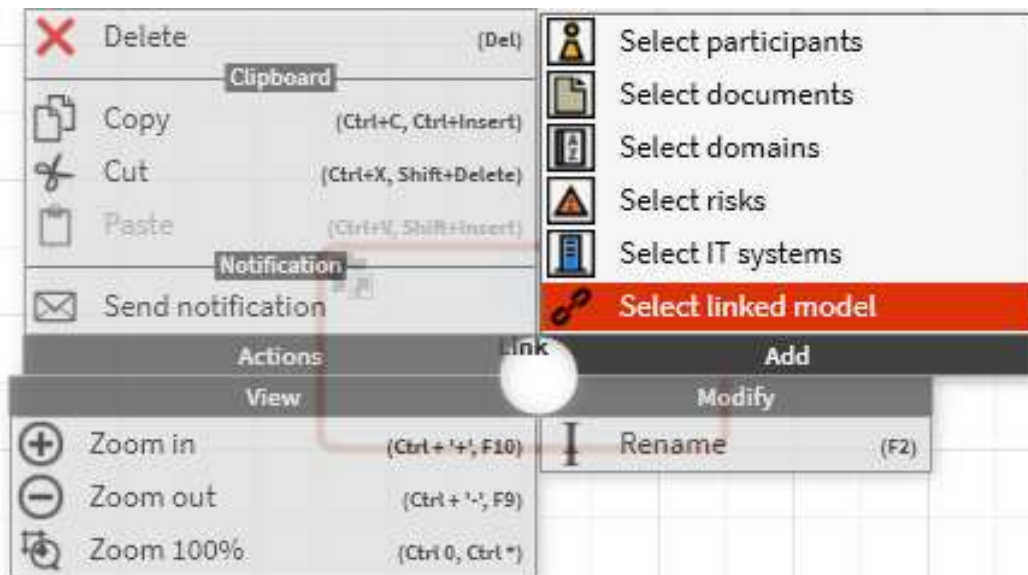 Delete (Del)
Clipboard
Copy (Ctrl+C, Ctrl+Insert)
Cut (Ctrl+X, Shift+Delete)
Paste (Ctrl+V, Shift+Insert)
Notification
Send notification
Actions
Select participants
Select documents
A Z
Select domains
Select risks
Select IT systems
Select linked model
Add
Link
View
Zoom in (Ctrl + '+', F10)
Zoom out (Ctrl + '-', F9)
Zoom 100% (Ctrl 0, Ctrl *)
Modify
Rename (F2)